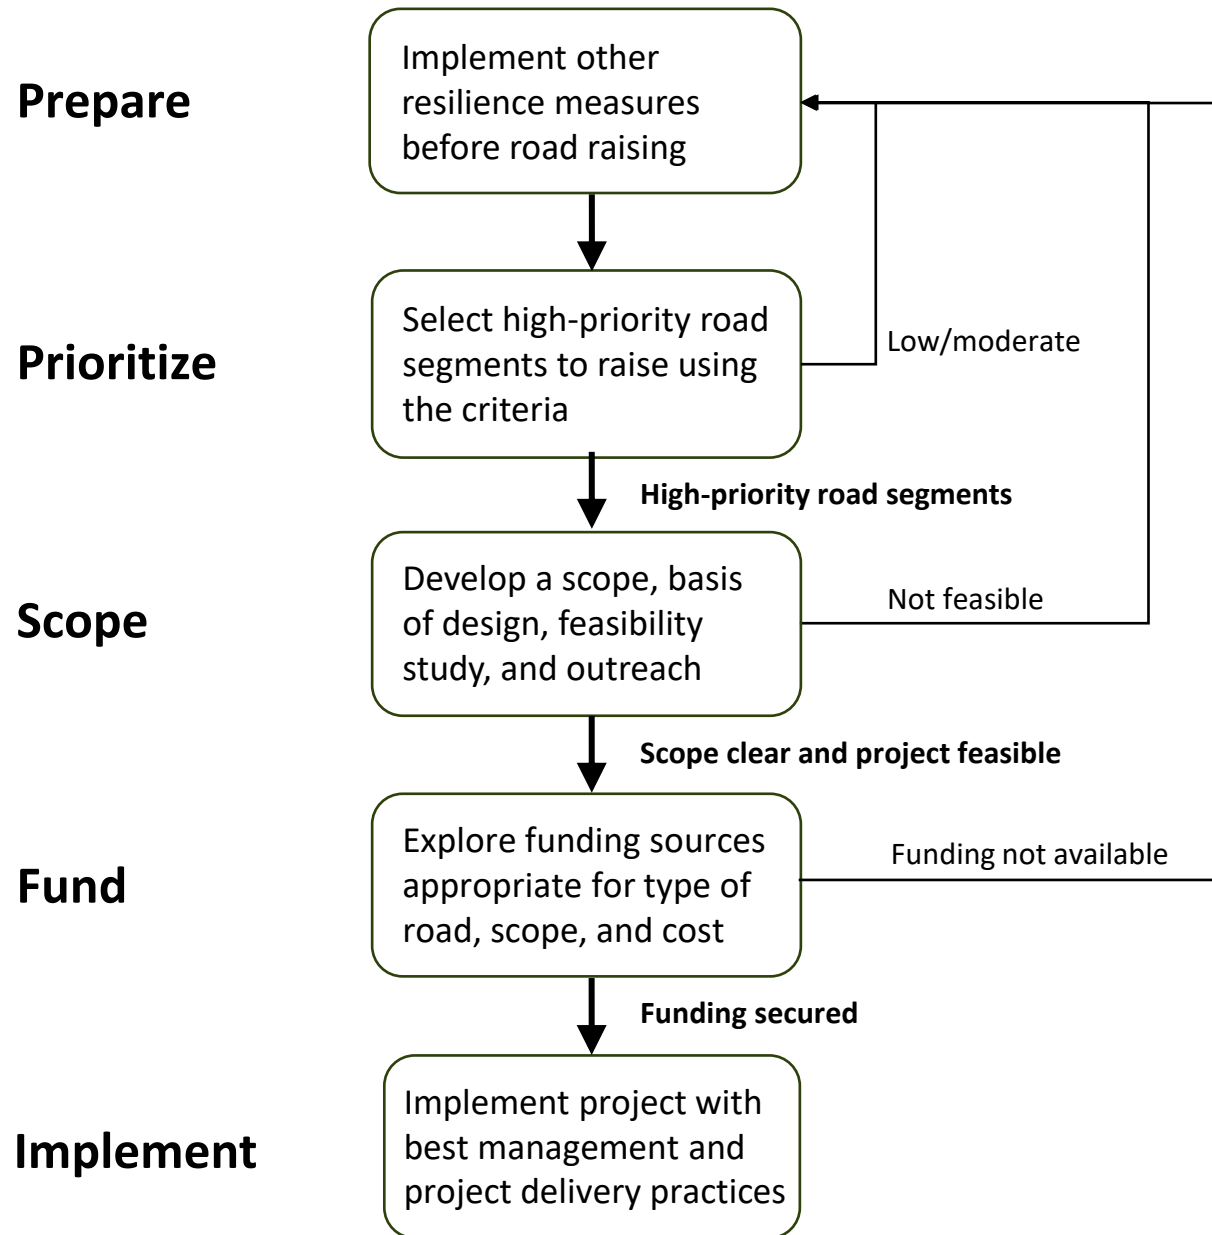 Prepare
Implement other
resilience measures
before road raising
Prioritize
Select high-priority road
segments to raise using
the criteria
Low/moderate
High-priority road segments
Scope
Develop a scope, basis
of design, feasibility
study, and outreach
Not feasible
Scope clear and project feasible
Fund
Explore funding sources
appropriate for type of
road, scope, and cost
Funding not available
Funding secured
Implement
Implement project with
best management and
project delivery practices